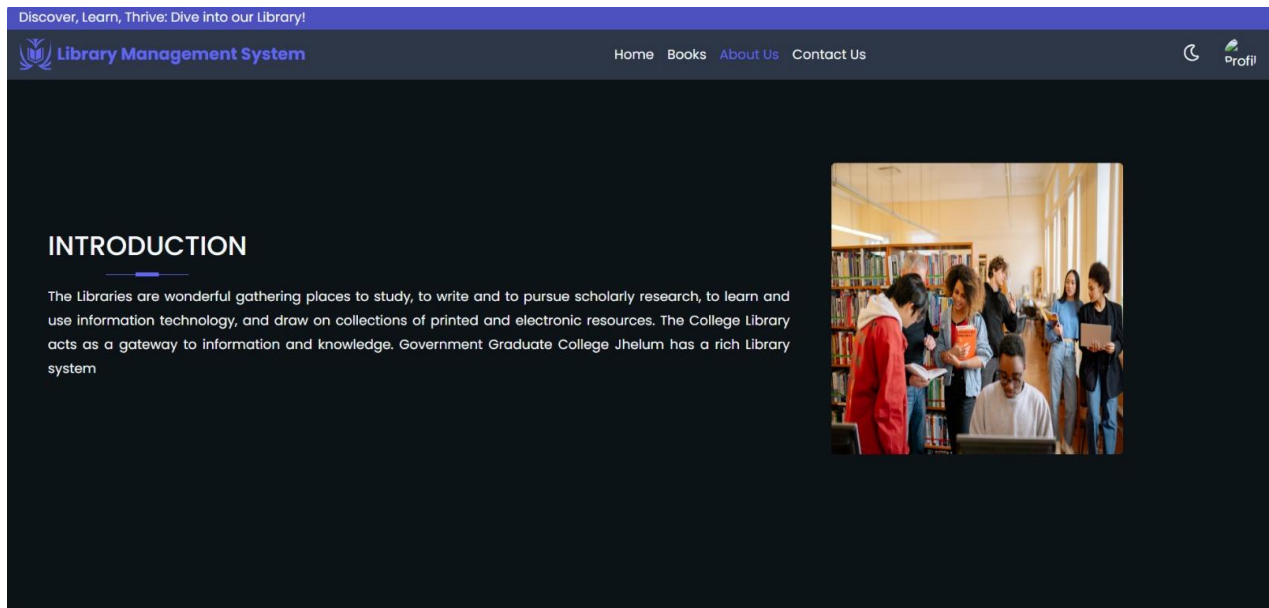 Discover, Learn, Thrive: Dive into our Library!
Library Management System
Home Books About Us Contact Us
Profil
INTRODUCTION
The Libraries are wonderful gathering places to study, to write and to pursue scholarly research, to learn and
use information technology, and draw on collections of printed and electronic resources. The College Library
acts as a gateway to information and knowledge. Government Graduate College Jhelum has a rich Library
system